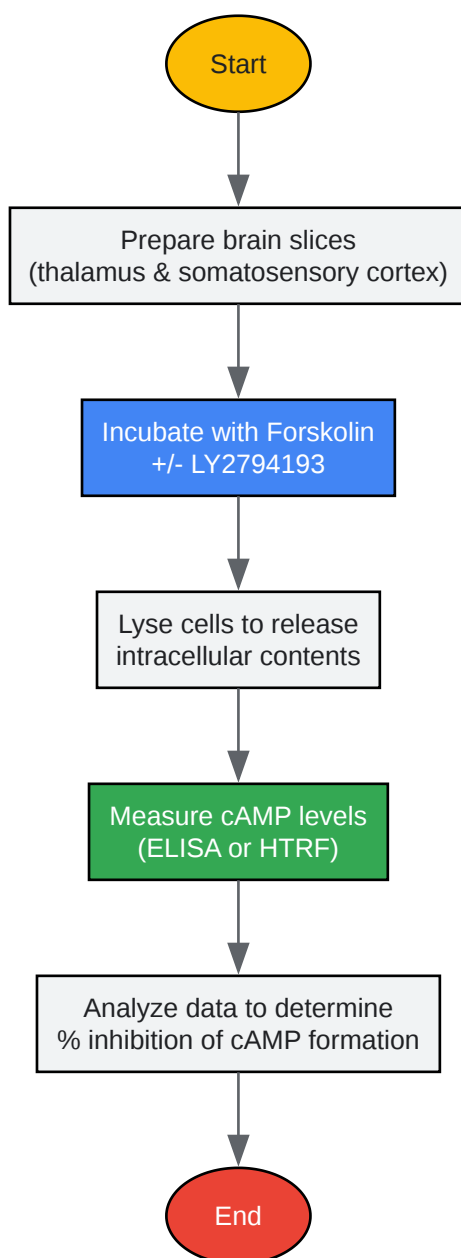 Start
Prepare brain slices
(thalamus & somatosensory cortex)
Incubate with Forskolin
+/- LY2794193
Lyse cells to release
intracellular contents
Measure cAMP levels
(ELISA or HTRF)
Analyze data to determine
% inhibition of cAMP formation
End